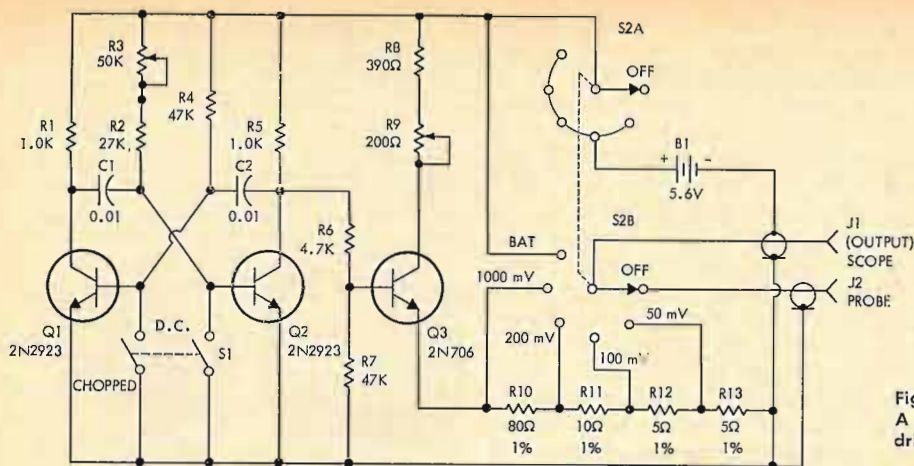 S2A
R3
50K
R8
390Ω
OFF
R4
47K
R1
1.0K
R2
27K
R5
1.0K
R9
200Ω
B1
+ -
5.6V
C1
0.01
C2
0.01
R6
4.7K
S2B
J1
(OUTPUT)
SCOPE
BAT
OFF
J2
PROBE
1000 mV
50 mV
200 mV
100 mV
Q1
2N2923
D.C.
S1
CHOPPED
Q2
2N2923
Q3
2N706
R7
47K
R10
80Ω
1%
R11
10Ω
1%
R12
5Ω
1%
R13
5Ω
1%
Fig
A
dri